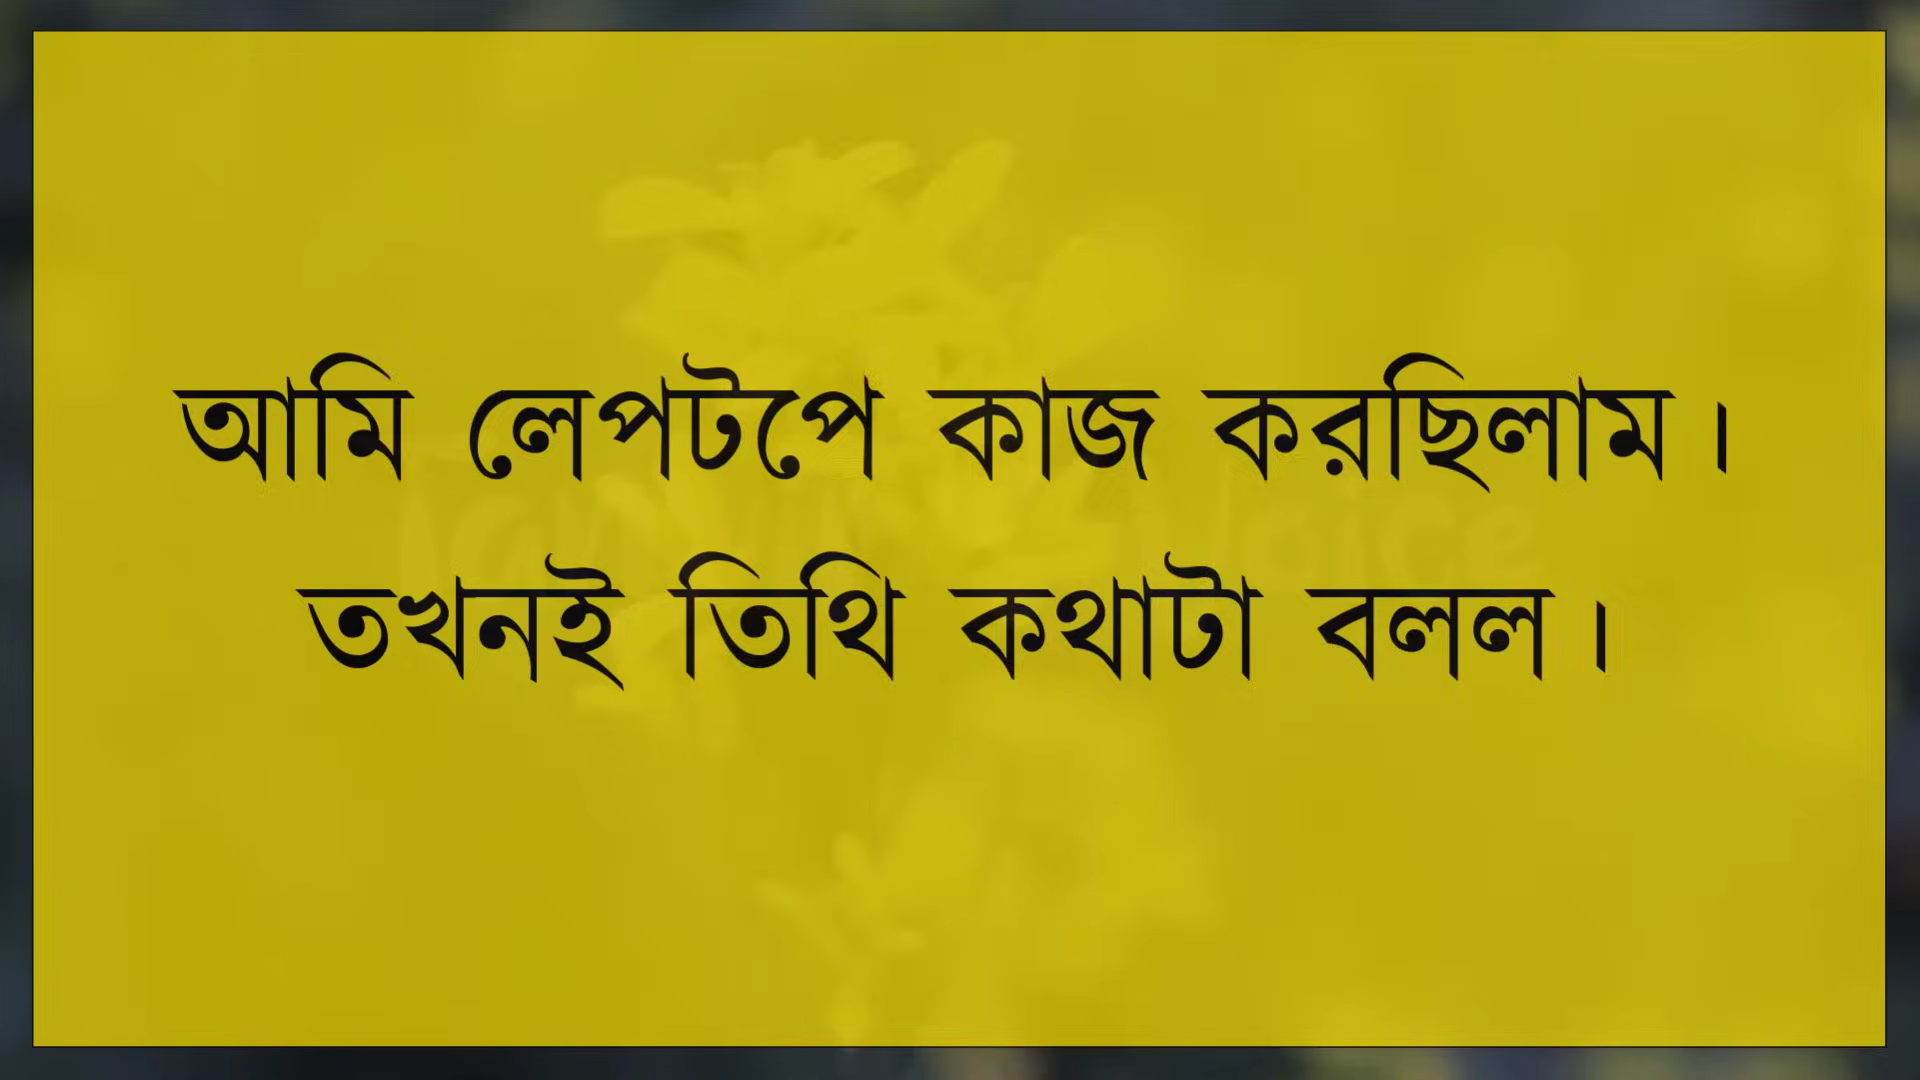 আমি লেপটপে কাজ করছিলাম।
তখনই তিথি কথাটা বলল।